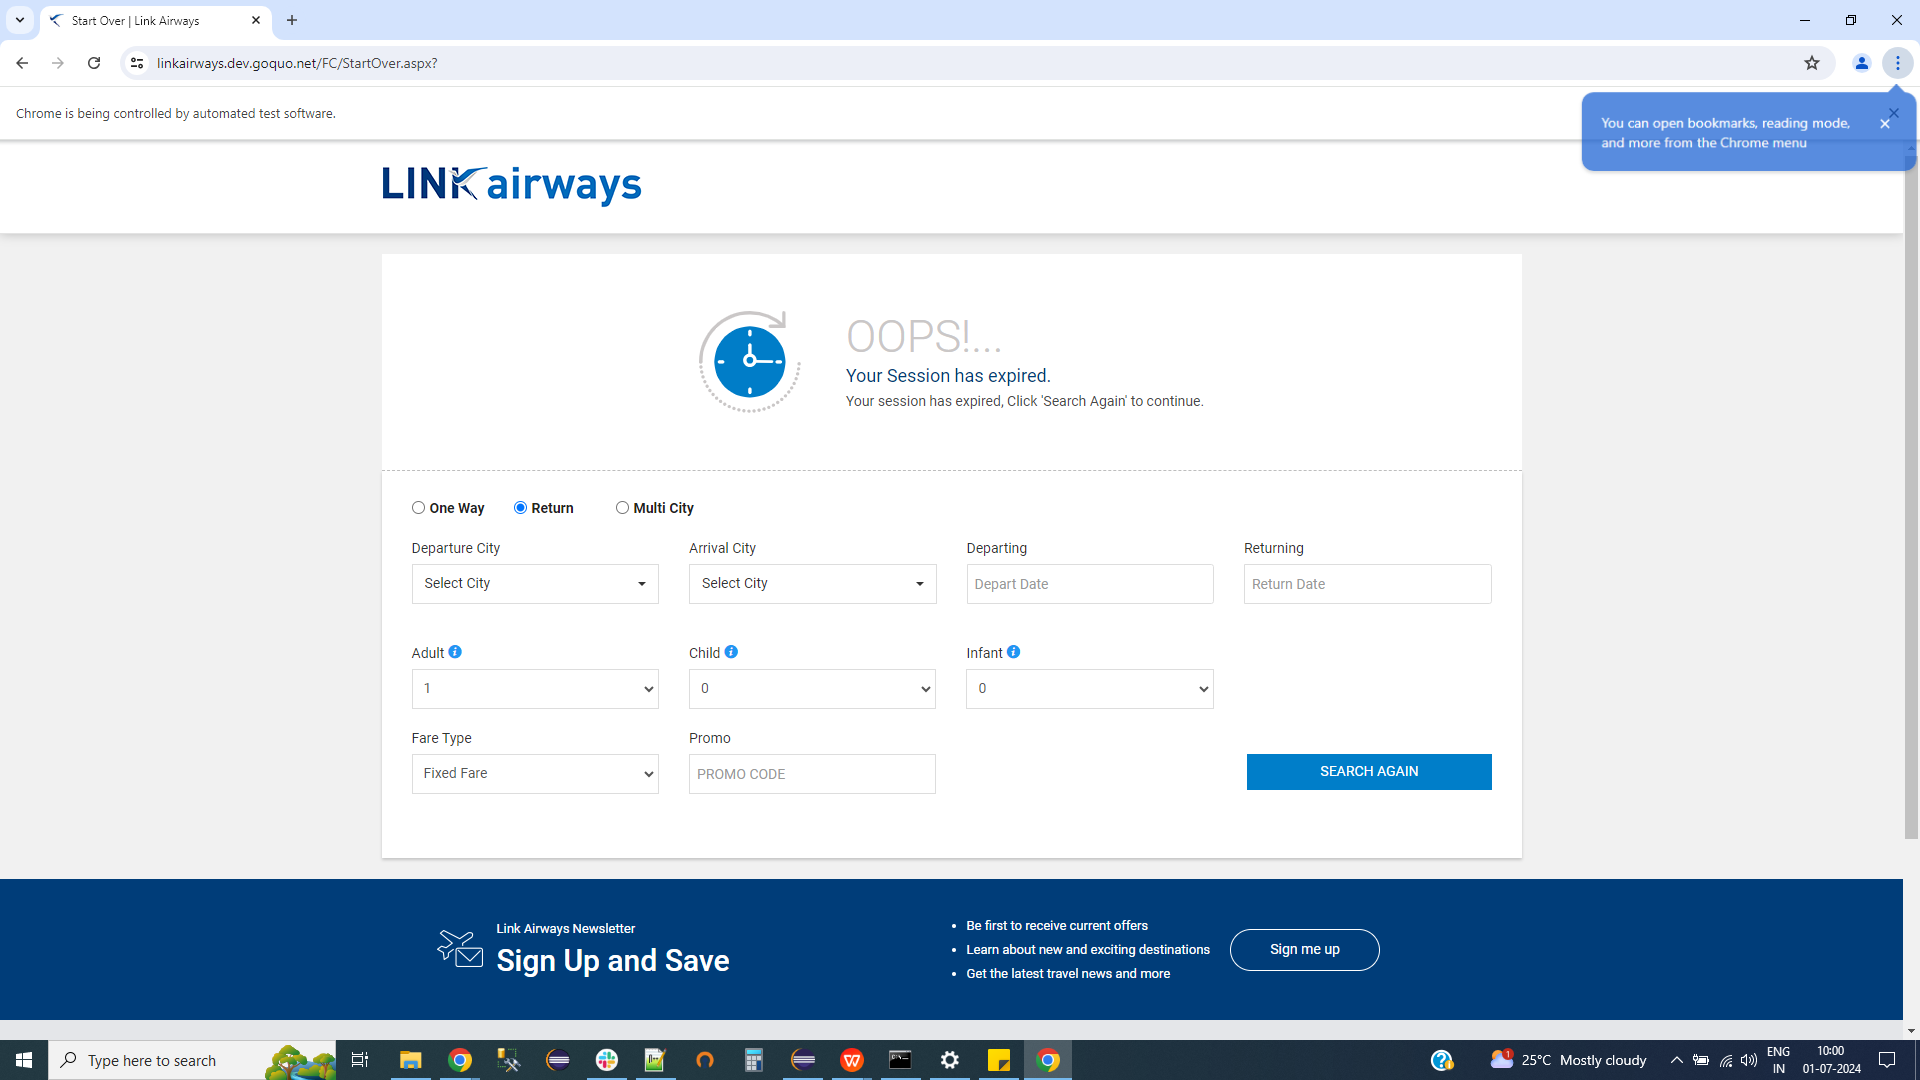 Start Over | Link Airways
linkairways.dev.goquo.net/FC/StartOver.aspx?
Chrome is being controlled by automated test software.
You can open bookmarks, reading mode,
and more from the Chrome menu
LINK airways
OOPS!...
Your Session has expired.
Your session has expired, Click 'Search Again' to continue.
One Way Return Multi City
Departure City Arrival City Departing Returning
Select City Select City Depart Date Return Date
Adult Child Infant
1 0 0
Fare Type Promo
Fixed Fare PROMO CODE SEARCH AGAIN
Link Airways Newsletter
Sign Up and Save
• Be first to receive current offers
• Learn about new and exciting destinations
• Get the latest travel news and more
Sign me up
Type here to search
25°C Mostly cloudy
ENG
IN
10:00
01-07-2024